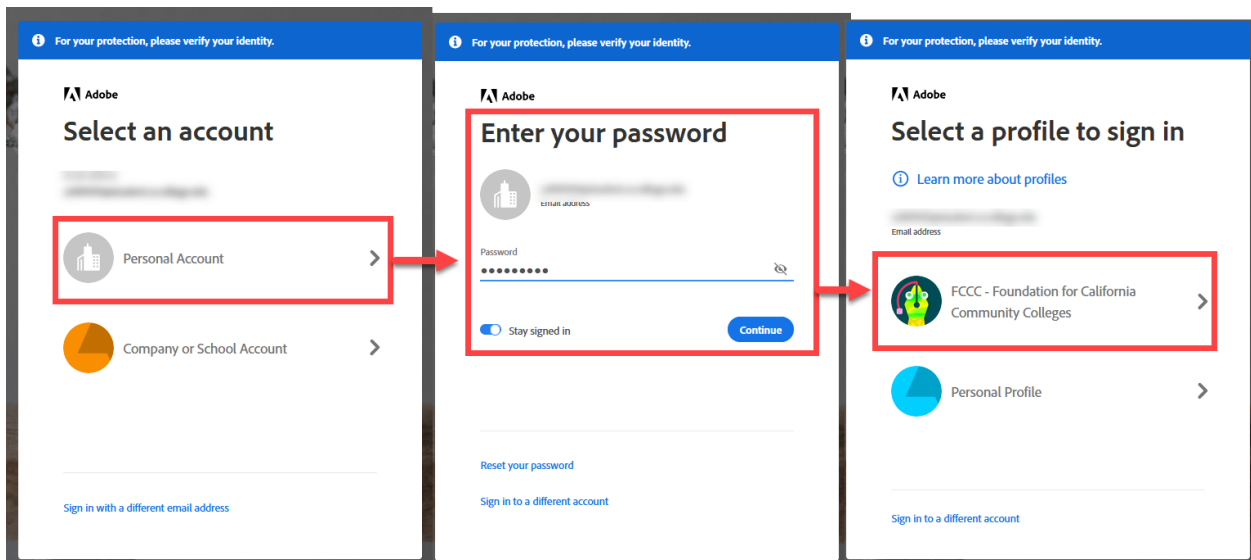 For your protection, please verify your identity.
Adobe
Select an account
Personal Account
Company or School Account
Sign in with a different email address
For your protection, please verify your identity.
Adobe
Enter your password
Email address
Password
Stay signed in
Continue
Reset your password
Sign in to a different account
For your protection, please verify your identity.
Adobe
Select a profile to sign in
Learn more about profiles
Email address
FCCC - Foundation for California
Community Colleges
Personal Profile
Sign in to a different account